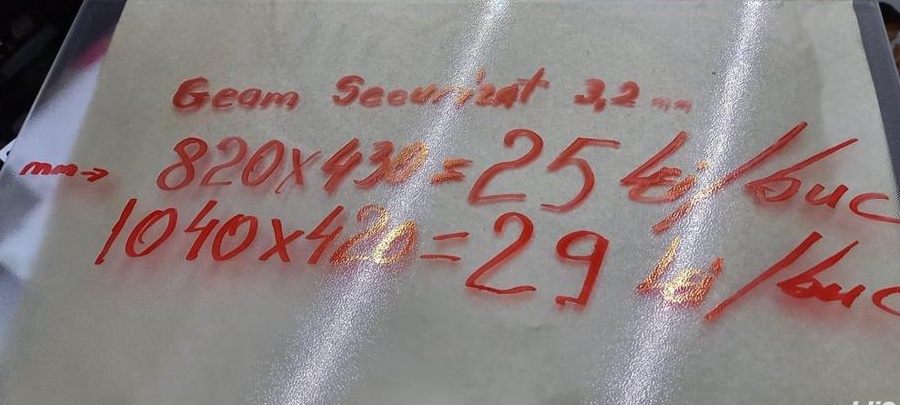 Geam Securizat 3,2 mm
mm→ 820x430=25 Lei/buc
1040x420=29 lei/buc